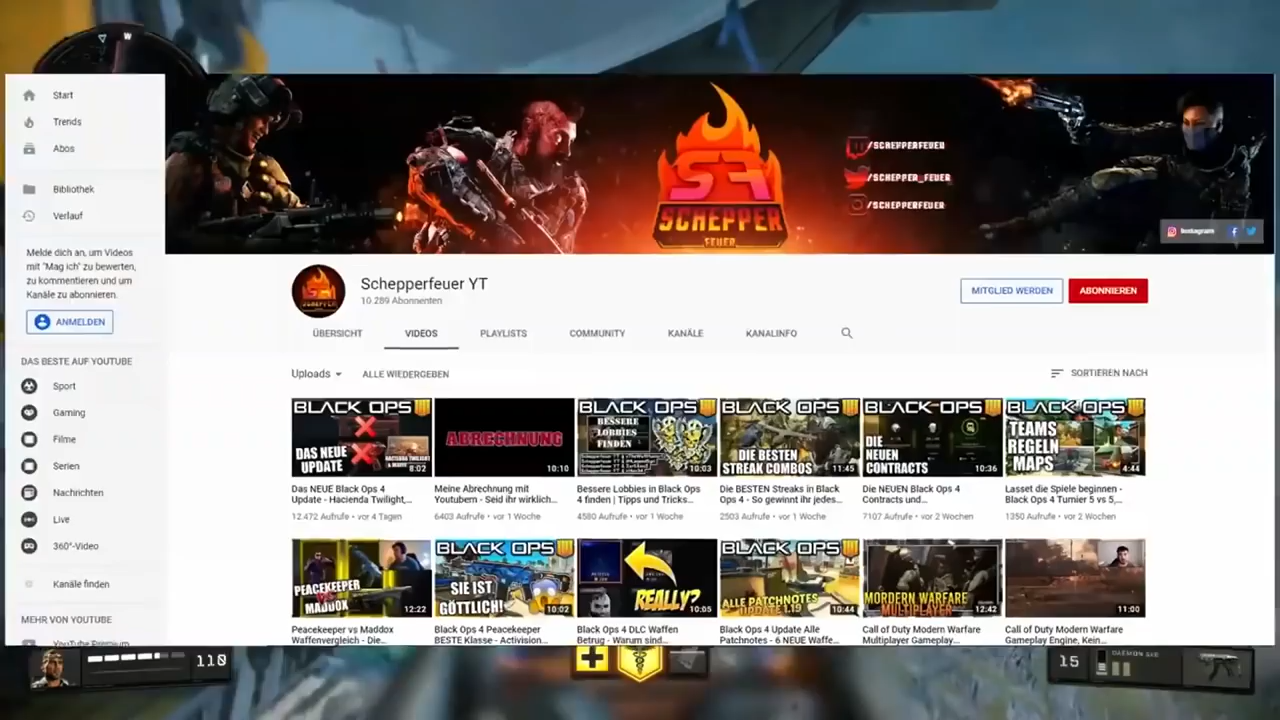 W
Start
Trends
Abos
Bibliothek
Verlauf
Melde dich an, um Videos
mit "Mag ich" zu bewerten,
zu kommentieren und um
Kanäle zu abonnieren.
ANMELDEN
DAS BESTE AUF YOUTUBE
Sport
Gaming
Filme
Serien
Nachrichten
Live
360°-Video
Kanäle finden
MEHR VON YOUTUBE
YouTube Premium
SF
SCHEPPER
FEUER
/SCHEPPERFEUER
/SCHEPPER_FEUER
/SCHEPPERFEUER
Instagram
Schepperfeuer YT
10.289 Abonnenten
MITGLIED WERDEN
ABONNIEREN
ÜBERSICHT
VIDEOS
PLAYLISTS
COMMUNITY
KANÄLE
KANALINFO
Uploads
ALLE WIEDERGEBEN
SORTIEREN NACH
BLACK OPS
DAS NEUE
UPDATE
8:02
Das NEUE Black Ops 4
Update - Hacienda Twilight,...
12.472 Aufrufe • vor 4 Tagen
ABRECHNUNG
10:10
Meine Abrechnung mit
Youtubern - Seid ihr wirklich...
6403 Aufrufe • vor 1 Woche
BLACK OPS
BESSERE
LOBBIES
FINDEN
10:03
Bessere Lobbies in Black Ops
4 finden | Tipps und Tricks...
4580 Aufrufe • vor 1 Woche
BLACK OPS
DIE BESTEN
STREAK COMBOS
11:45
Die BESTEN Streaks in Black
Ops 4 - So gewinnt ihr jedes...
2503 Aufrufe • vor 1 Woche
BLACK OPS
DIE
NEUEN
CONTRACTS
10:36
Die NEUEN Black Ops 4
Contracts und...
7107 Aufrufe • vor 2 Wochen
BLACK OPS
TEAMS
REGELN
MAPS
4:44
Lasset die Spiele beginnen -
Black Ops 4 Turnier 5 vs 5,...
1350 Aufrufe • vor 2 Wochen
PEACEKEEPER
VS
MADDOX
12:22
Peacekeeper vs Maddox
Waffenvergleich - Die...
BLACK OPS
SIE IST
GÖTTLICH!
10:02
Black Ops 4 Peacekeeper
BESTE Klasse - Activision...
REALLY?
10:05
Black Ops 4 DLC Waffen
Betrug - Warum sind...
BLACK OPS
ALLE PATCHNOTES
UPDATE 1.19
10:44
Black Ops 4 Update Alle
Patchnotes - 6 NEUE Waffe...
MORDERN WARFARE
MULTIPLAYER
12:42
Call of Duty Modern Warfare
Multiplayer Gameplay...
11:00
Call of Duty Modern Warfare
Gameplay Engine, Kein...
110
15
DAEMON 3XB